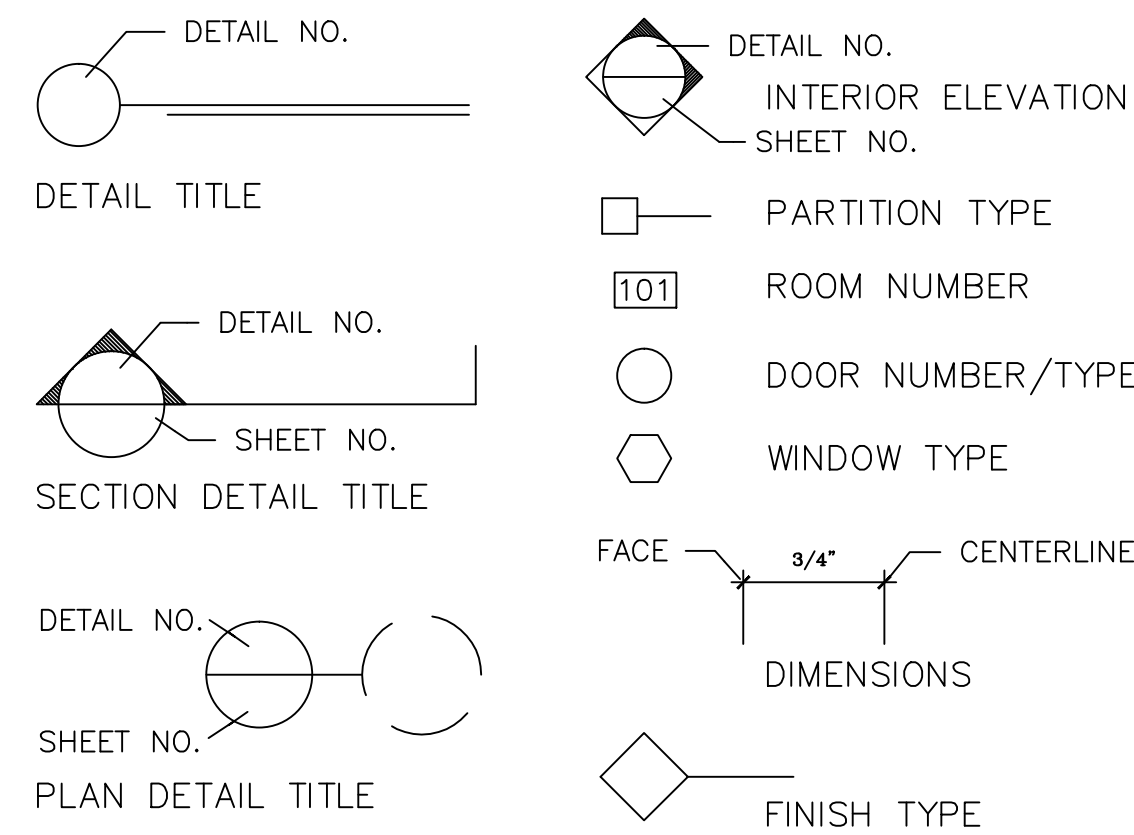 DETAIL NO.
DETAIL TITLE
DETAIL NO.
SHEET NO.
SECTION DETAIL TITLE
DETAIL NO.
SHEET NO.
PLAN DETAIL TITLE
DETAIL NO.
INTERIOR ELEVATION
SHEET NO.
PARTITION TYPE
101 ROOM NUMBER
DOOR NUMBER/TYPE
WINDOW TYPE
FACE 3/4" CENTERLINE
DIMENSIONS
FINISH TYPE